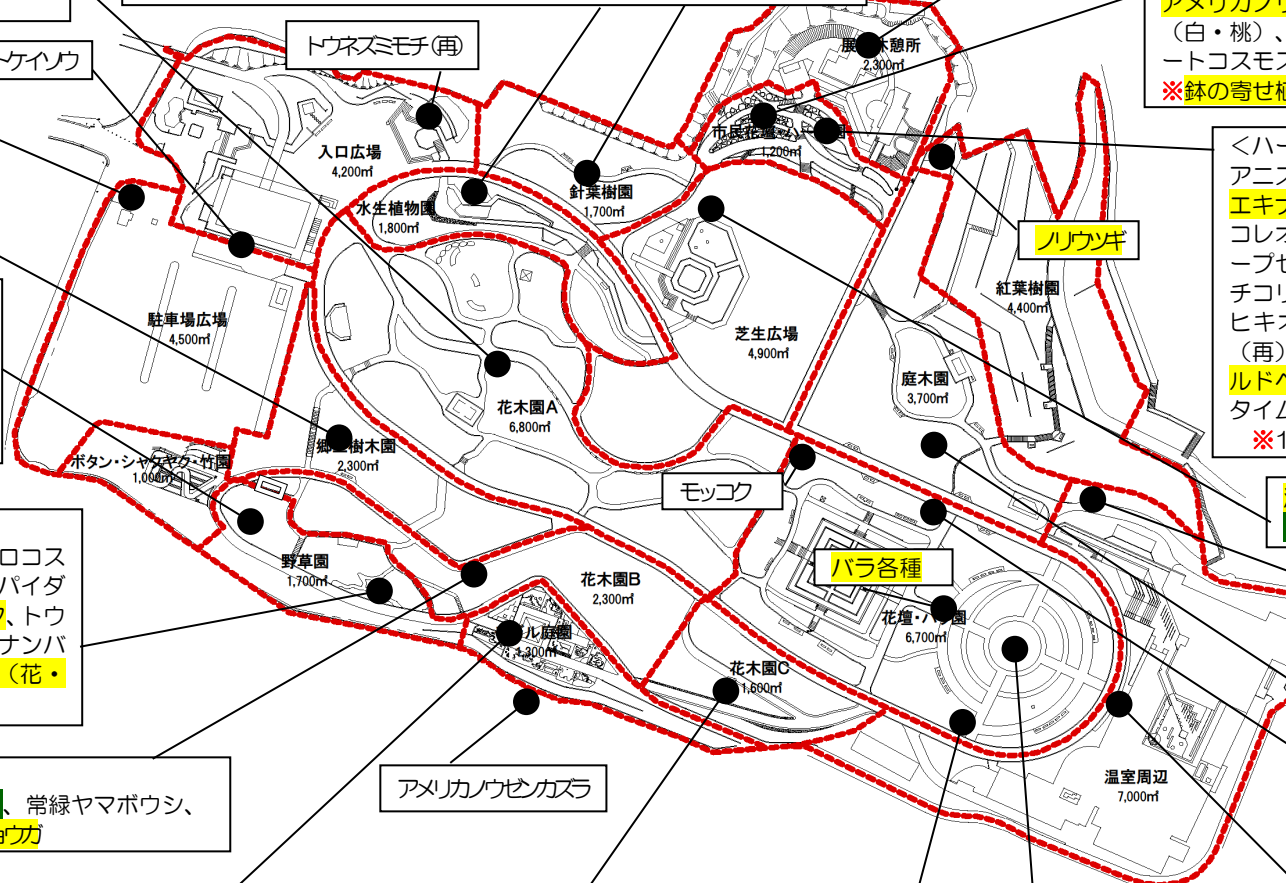 アメリカノウ
（白・桃）、
ートコスモス
※鉢の寄せ植
トケイソウ
トウネズミモチ(再)
展
憩所
2,300㎡
市民花壇・ハ
園
1,200㎡
入口広場
4,200㎡
針葉樹園
1,700㎡
水生植物園
1,800㎡
＜ハー
アニス
エキナ
コレオ
ープゼ
チコリ
ヒキオ
（再）
ルドベ
タイム
※1
ノリウツギ
紅葉樹園
4,400㎡
駐車場広場
4,500㎡
芝生広場
4,900㎡
庭木園
3,700㎡
花木園A
6,800㎡
郷土樹木園
2,300㎡
ボタン・シャクヤク・竹園
1,000㎡
モッコク
ロコス
パイダ
、トウ
ナンバ
（花・
野草園
1,700㎡
花木園B
2,300㎡
バラ各種
花壇・バラ園
6,700㎡
ル庭園
1,300㎡
花木園C
1,600㎡
アメリカノウゼンカズラ
温室周辺
7,000㎡
、常緑ヤマボウシ、
ョウガ